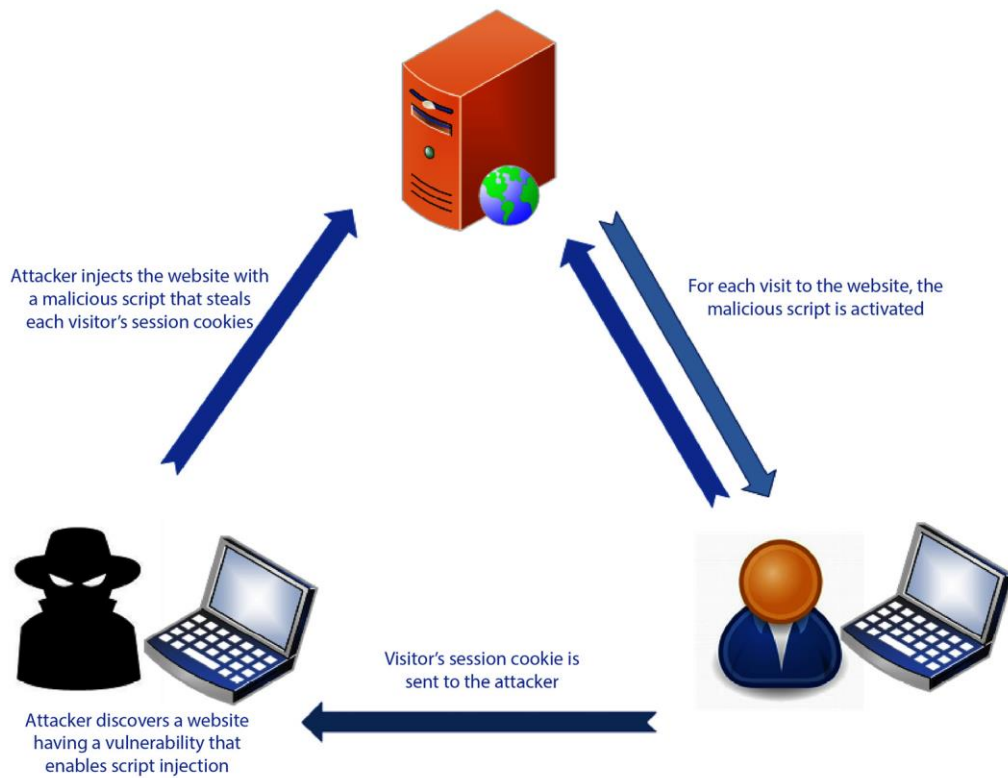 Attacker injects the website with
a malicious script that steals
each visitor's session cookies
For each visit to the website, the
malicious script is activated
Visitor's session cookie is
sent to the attacker
Attacker discovers a website
having a vulnerability that
enables script injection